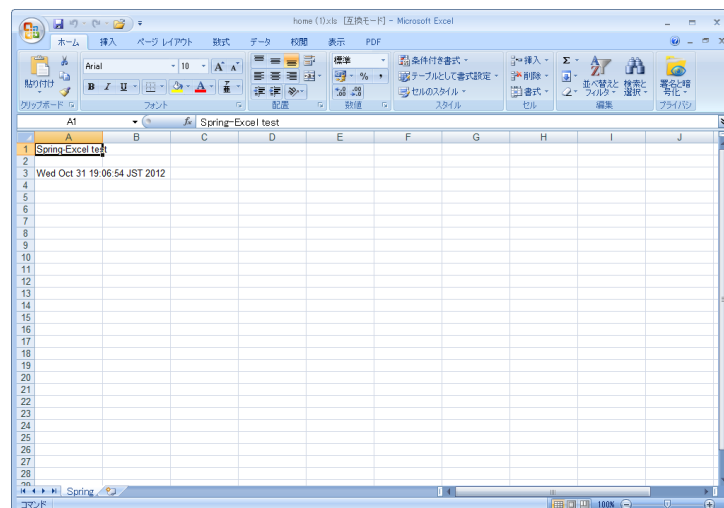 home (1).xls [互換モード] - Microsoft Excel
ホーム 挿入 ページ レイアウト 数式 データ 校閲 表示 PDF
貼り付け
クリップボード
Arial 10 A A
B I U A
フォント
配置
標準
% ,
数値
条件付き書式
テーブルとして書式設定
セルのスタイル
スタイル
挿入
削除
書式
セル
Σ
並べ替えと フィルタ
検索と 選択
編集
署名と暗号化
プライバシ
A1 fx Spring-Excel test
A B C D E F G H I J
1 Spring-Excel test
2
3 Wed Oct 31 19:06:54 JST 2012
4
5
6
7
8
9
10
11
12
13
14
15
16
17
18
19
20
21
22
23
24
25
26
27
28
29
Spring
コマンド 100%